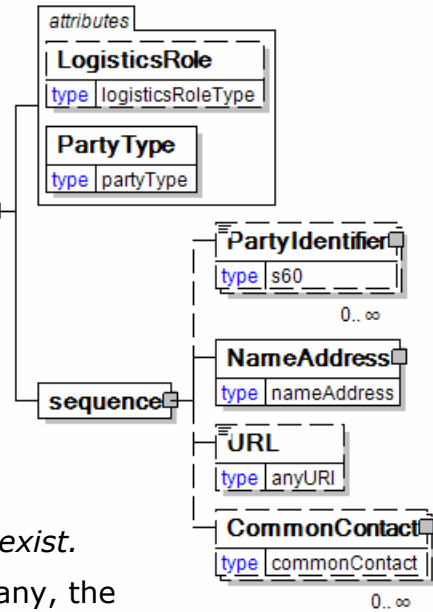 attributes
LogisticsRole
type logisticsRoleType
PartyType
type partyType
PartyIdentifier
type s60
0.. ∞
NameAddress
type nameAddress
sequence
URL
type anyURI
exist.
CommonContact
type commonContact
any, the
0.. ∞